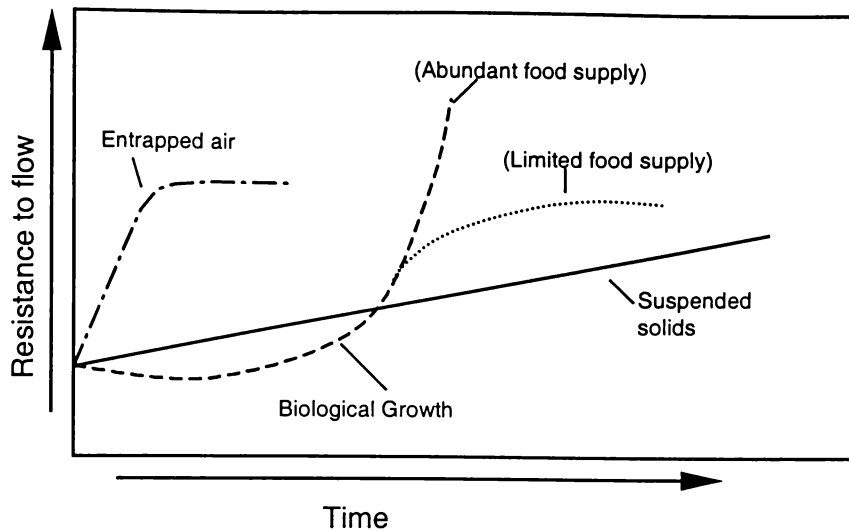 (Abundant food supply)
Entrapped air
(Limited food supply)
Resistance to flow
Suspended
solids
Biological Growth
Time